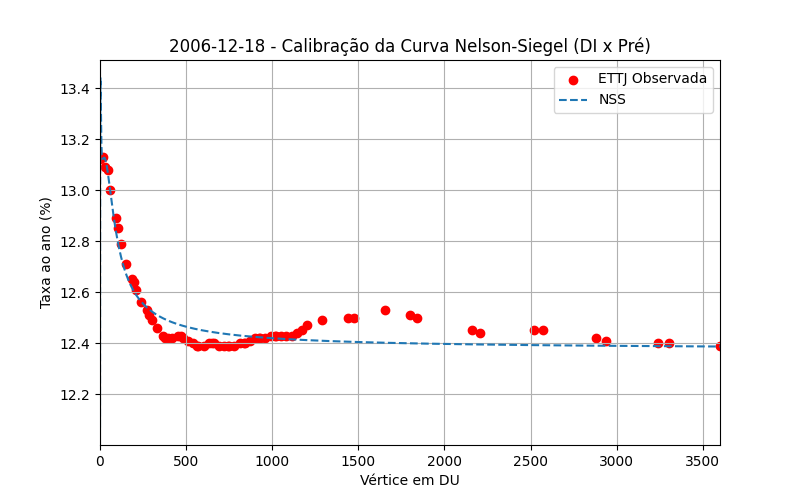 2006-12-18 - Calibração da Curva Nelson-Siegel (DI x Pré)
ETTJ Observada
NSS
Taxa ao ano (%)
13.4
13.2
13.0
12.8
12.6
12.4
12.2
0 500 1000 1500 2000 2500 3000 3500
Vértice em DU